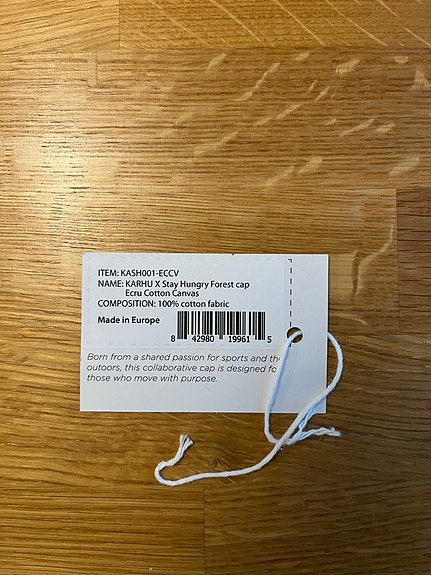 ITEM: KASH001-ECCV
NAME: KARHU X Stay Hungry Forest cap
Ecru Cotton Canvas
COMPOSITION: 100% cotton fabric
Made in Europe
8 42980 19961 5
Born from a shared passion for sports and the
outoors, this collaborative cap is designed fo
those who move with purpose.